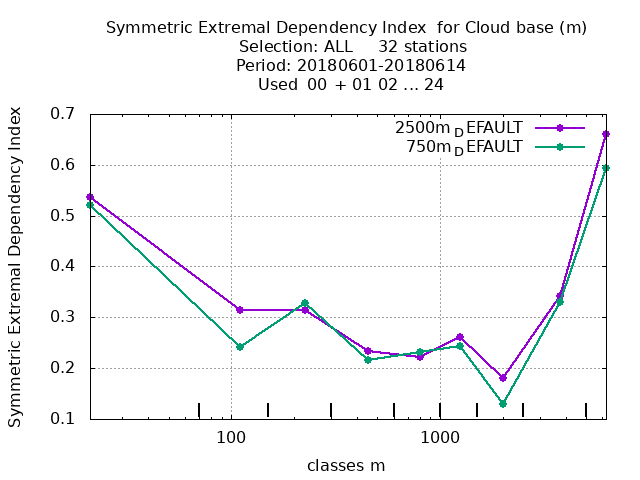 Symmetric Extremal Dependency Index  for Cloud base (m)
Selection: ALL     32 stations
Period: 20180601-20180614
Used  00  + 01 02 ... 24
Symmetric Extremal Dependency Index
0.7
0.6
0.5
0.4
0.3
0.2
0.1
2500mDEFAULT
750mDEFAULT
100
1000
classes m